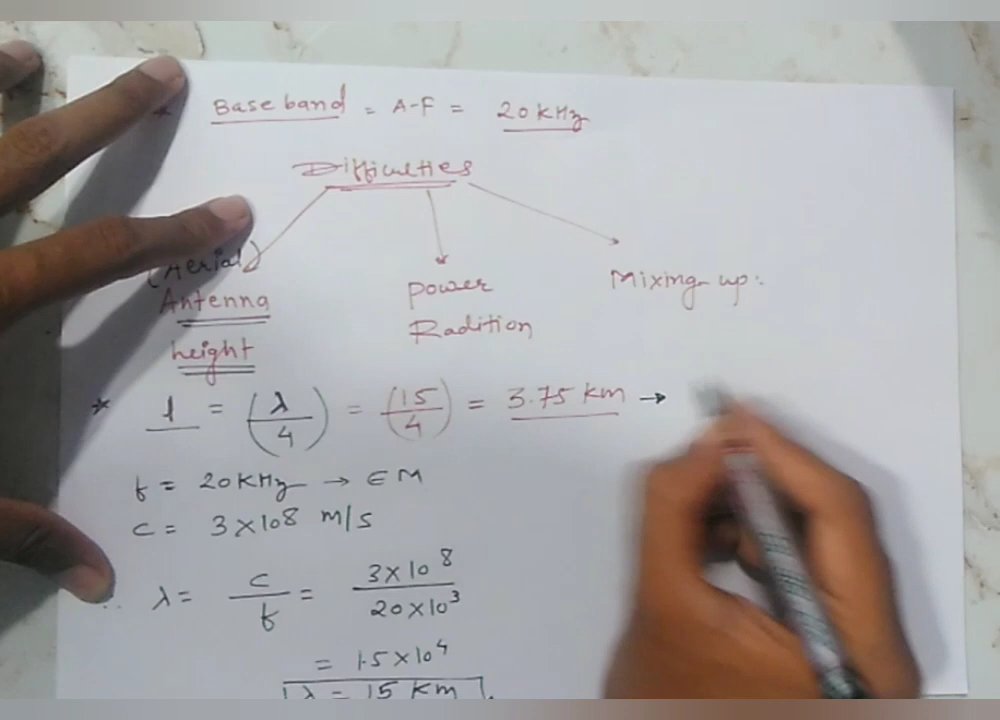 * Base band = A-F = 20 KHz
Difficulties
(Aerial)
Antenna
height
Power
Radition
Mixing-up:
* l = (λ/4) = (15/4) = 3.75 km →
f = 20 KHz → EM
c = 3×108 m/s
∴ λ = c/f = 3×10⁸/20×10³
= 1.5×10⁴
λ = 15 km.